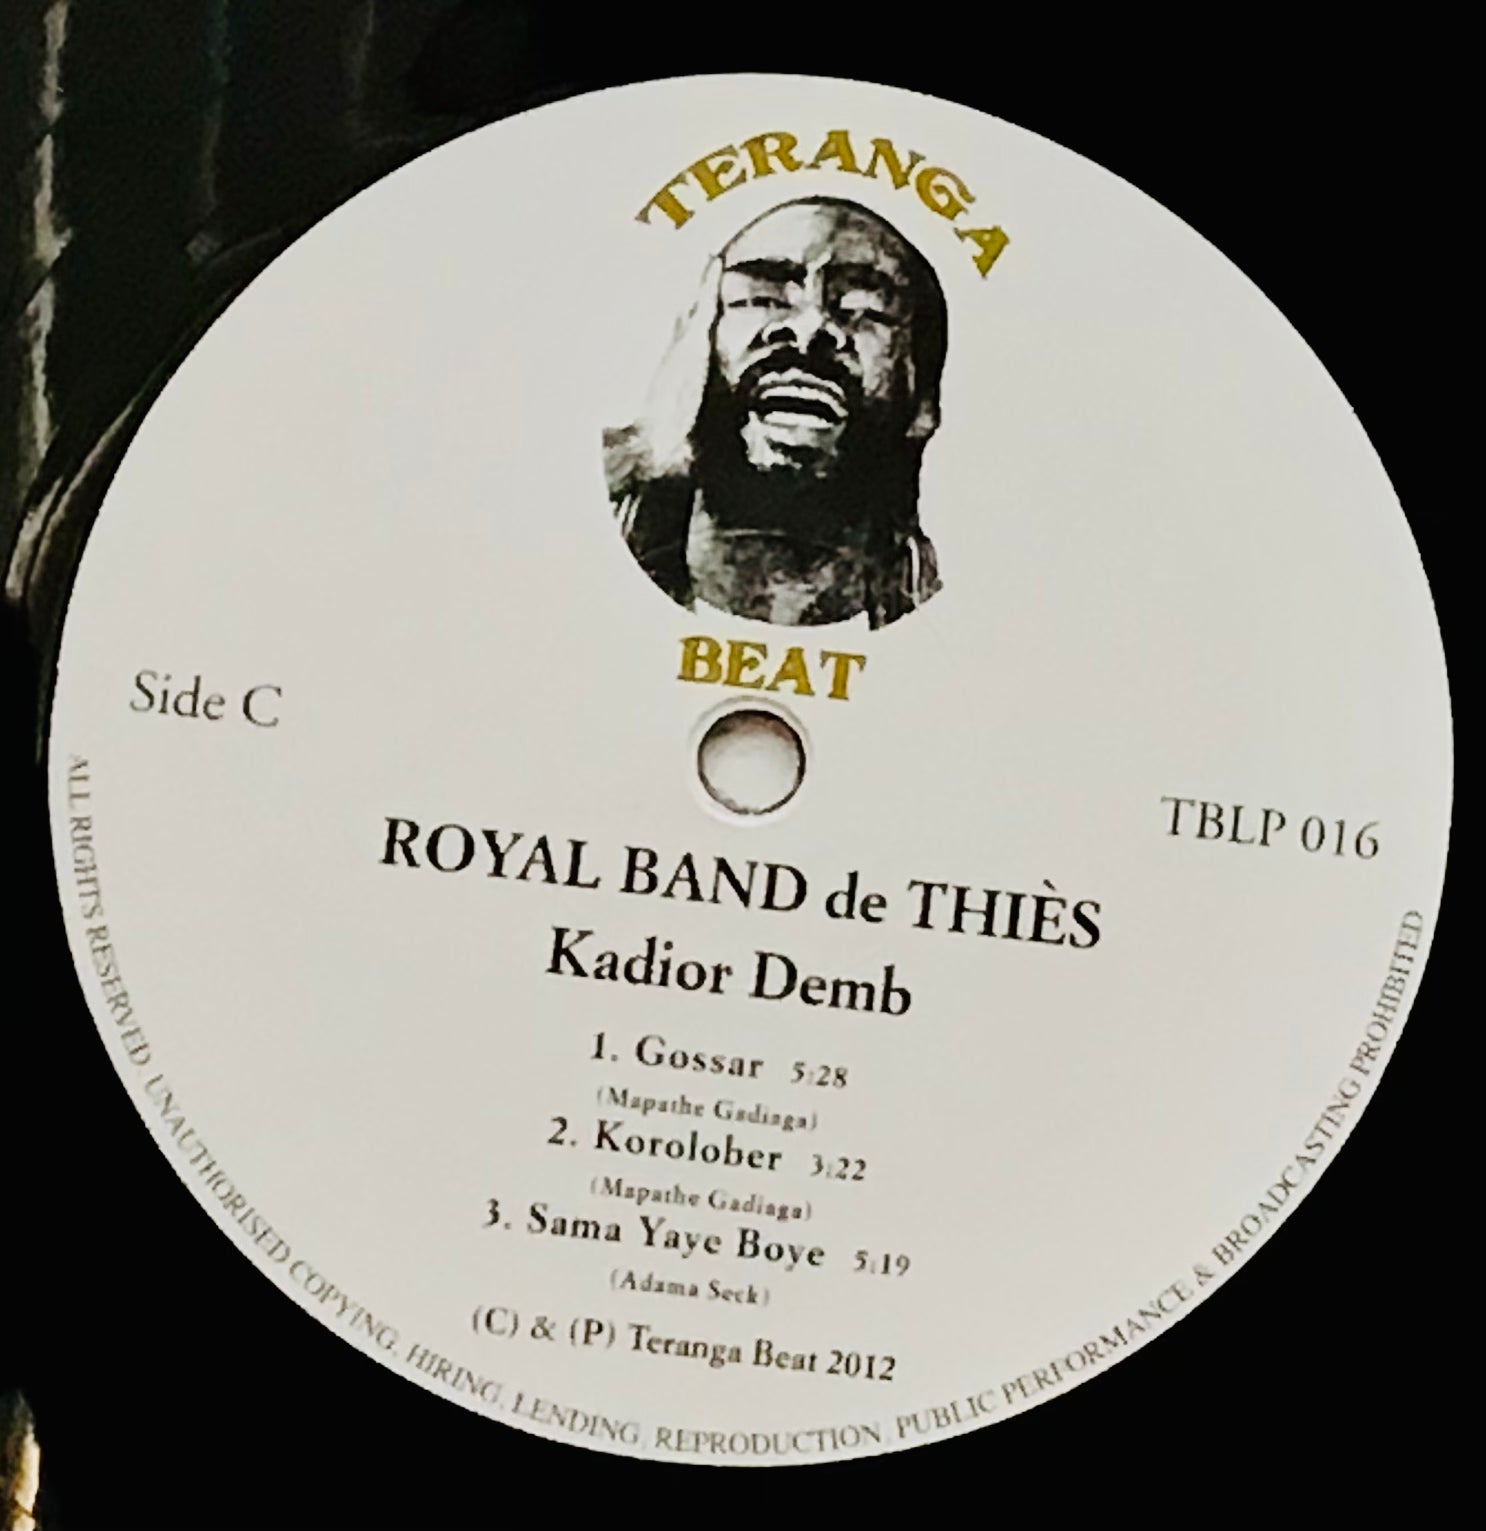 TERANGA
BEAT
Side C
TBLP 016
ROYAL BAND de THIÈS
Kadior Demb
1. Gossar 5:28
(Mapathe Gadiaga)
2. Korolober 3:22
(Mapathe Gadiaga)
3. Sama Yaye Boye 5:19
(Adama Seck)
(C) & (P) Teranga Beat 2012
ALL RIGHTS RESERVED. UNAUTHORISED COPYING, HIRING, LENDING, REPRODUCTION, PUBLIC PERFORMANCE & BROADCASTING PROHIBITED